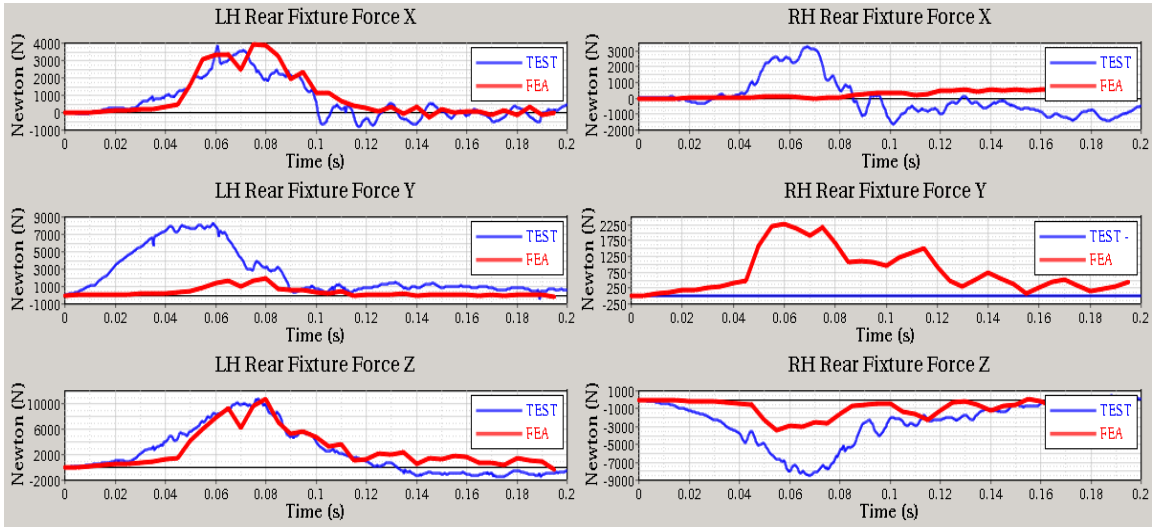 LH Rear Fixture Force X
Newton (N)
4000
3000
2000
1000
0
-1000
TEST
FEA
0 0.02 0.04 0.06 0.08 0.1 0.12 0.14 0.16 0.18 0.2
Time (s)
RH Rear Fixture Force X
Newton (N)
3000
2000
1000
0
-1000
-2000
TEST
FEA
0 0.02 0.04 0.06 0.08 0.1 0.12 0.14 0.16 0.18 0.2
Time (s)
LH Rear Fixture Force Y
Newton (N)
9000
7000
5000
3000
1000
-1000
TEST
FEA
0 0.02 0.04 0.06 0.08 0.1 0.12 0.14 0.16 0.18 0.2
Time (s)
RH Rear Fixture Force Y
Newton (N)
2250
1750
1250
750
250
-250
TEST -
FEA
0 0.02 0.04 0.06 0.08 0.1 0.12 0.14 0.16 0.18 0.2
Time (s)
LH Rear Fixture Force Z
Newton (N)
10000
6000
2000
-2000
TEST
FEA
0 0.02 0.04 0.06 0.08 0.1 0.12 0.14 0.16 0.18 0.2
Time (s)
RH Rear Fixture Force Z
Newton (N)
1000
-1000
-3000
-5000
-7000
-9000
TEST
FEA
0 0.02 0.04 0.06 0.08 0.1 0.12 0.14 0.16 0.18 0.2
Time (s)